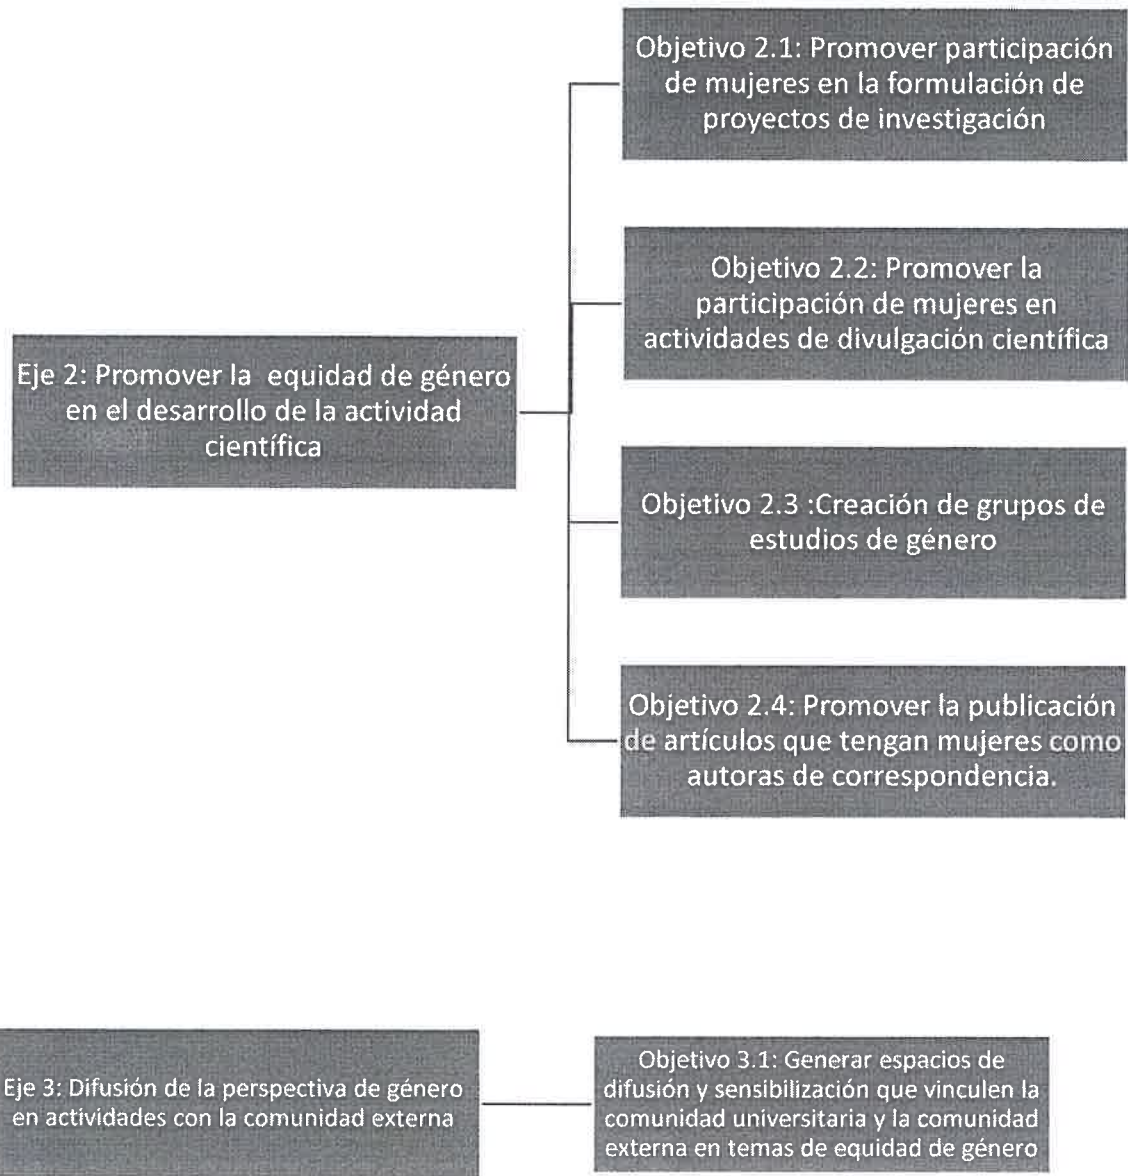 Eje 2: Promover la equidad de género
en el desarrollo de la actividad
científica
Objetivo 2.1: Promover participación
de mujeres en la formulación de
proyectos de investigación
Objetivo 2.2: Promover la
participación de mujeres en
actividades de divulgación científica
Objetivo 2.3 :Creación de grupos de
estudios de género
Objetivo 2.4: Promover la publicación
de artículos que tengan mujeres como
autoras de correspondencia.
Eje 3: Difusión de la perspectiva de género
en actividades con la comunidad externa
Objetivo 3.1: Generar espacios de
difusión y sensibilización que vinculen la
comunidad universitaria y la comunidad
externa en temas de equidad de género